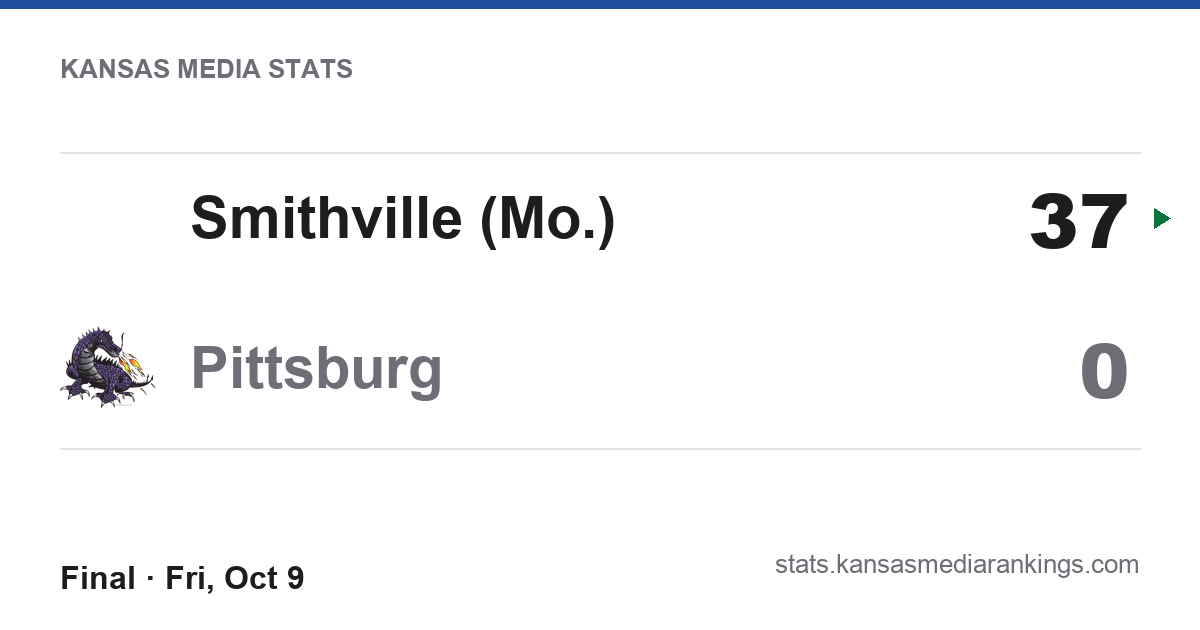 KANSAS MEDIA STATS
Smithville (Mo.) 37
Pittsburg 0
Final · Fri, Oct 9
stats.kansasmediarankings.com